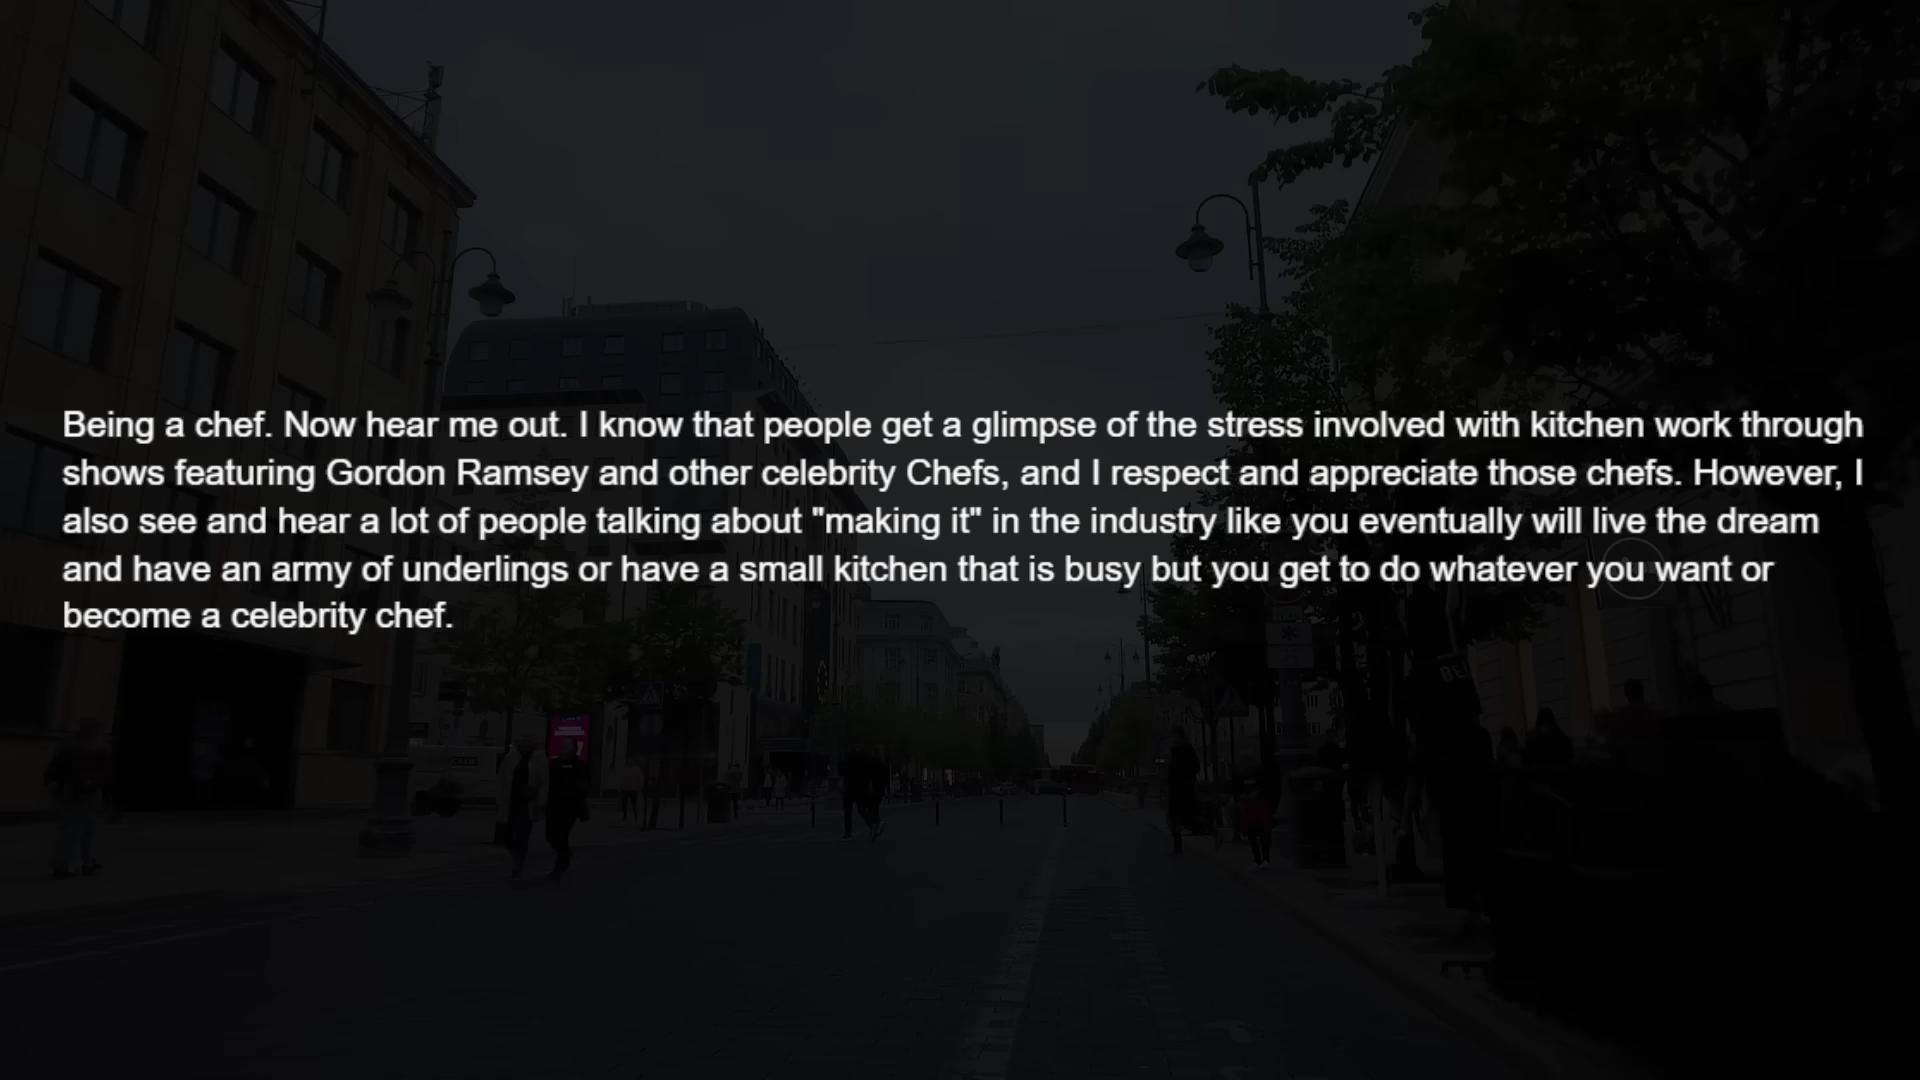 Being a chef. Now hear me out. I know that people get a glimpse of the stress involved with kitchen work through
shows featuring Gordon Ramsey and other celebrity Chefs, and I respect and appreciate those chefs. However, I
also see and hear a lot of people talking about "making it" in the industry like you eventually will live the dream
and have an army of underlings or have a small kitchen that is busy but you get to do whatever you want or
become a celebrity chef.